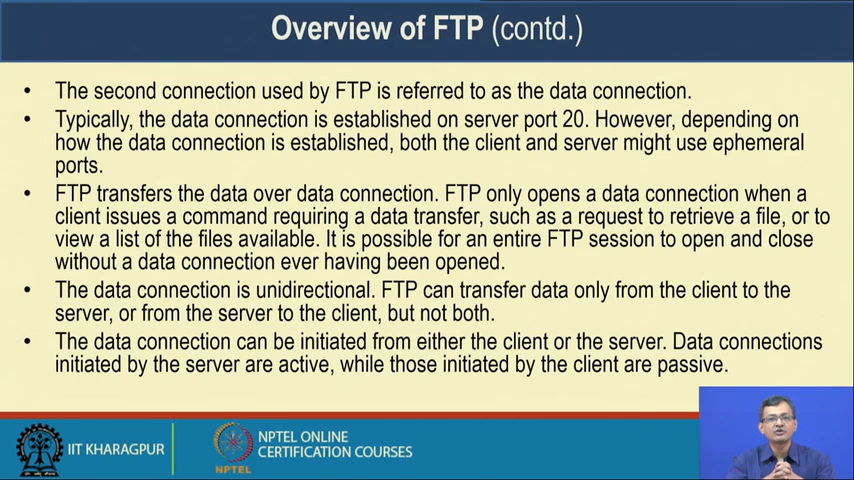 Overview of FTP (contd.)
• The second connection used by FTP is referred to as the data connection.
• Typically, the data connection is established on server port 20. However, depending on
how the data connection is established, both the client and server might use ephemeral
ports.
• FTP transfers the data over data connection. FTP only opens a data connection when a
client issues a command requiring a data transfer, such as a request to retrieve a file, or to
view a list of the files available. It is possible for an entire FTP session to open and close
without a data connection ever having been opened.
• The data connection is unidirectional. FTP can transfer data only from the client to the
server, or from the server to the client, but not both.
• The data connection can be initiated from either the client or the server. Data connections
initiated by the server are active, while those initiated by the client are passive.
IIT KHARAGPUR
NPTEL
NPTEL ONLINE
CERTIFICATION COURSES